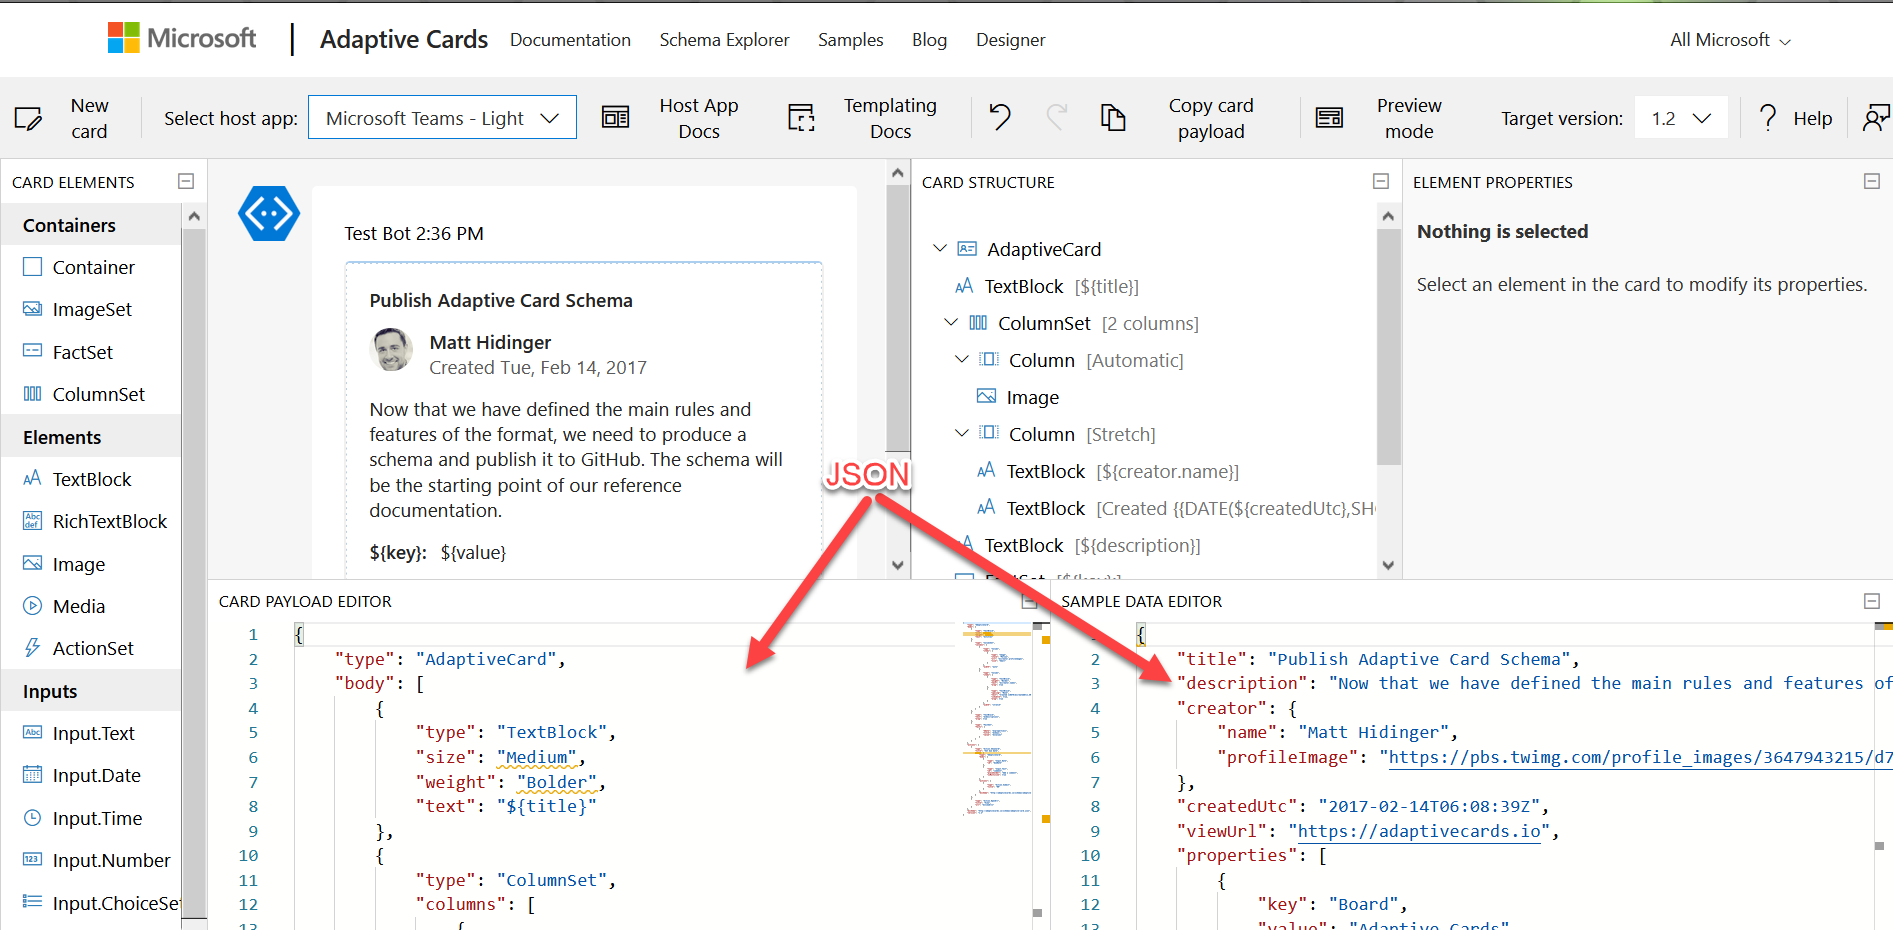 Microsoft | Adaptive Cards Documentation Schema Explorer Samples Blog Designer All Microsoft
New card
Select host app: Microsoft Teams - Light
Host App Docs
Templating Docs
Copy card payload
Preview mode
Target version: 1.2
? Help
CARD ELEMENTS
Containers
Container
ImageSet
FactSet
ColumnSet
Elements
TextBlock
RichTextBlock
Image
Media
ActionSet
Inputs
Input.Text
Input.Date
Input.Time
Input.Number
Input.ChoiceSet
Test Bot 2:36 PM
Publish Adaptive Card Schema
Matt Hidinger
Created Tue, Feb 14, 2017
Now that we have defined the main rules and
features of the format, we need to produce a
schema and publish it to GitHub. The schema will
be the starting point of our reference
documentation.
${key}: ${value}
JSON
CARD STRUCTURE
AdaptiveCard
TextBlock [${title}]
ColumnSet [2 columns]
Column [Automatic]
Image
Column [Stretch]
TextBlock [${creator.name}]
TextBlock [Created {{DATE(${createdUtc},SHO
TextBlock [${description}]
FactSet [${key}:]
ELEMENT PROPERTIES
Nothing is selected
Select an element in the card to modify its properties.
CARD PAYLOAD EDITOR
1 {
2 "type": "AdaptiveCard",
3 "body": [
4 {
5 "type": "TextBlock",
6 "size": "Medium",
7 "weight": "Bolder",
8 "text": "${title}"
9 },
10 {
11 "type": "ColumnSet",
12 "columns": [
13 {
SAMPLE DATA EDITOR
{
2 "title": "Publish Adaptive Card Schema",
3 "description": "Now that we have defined the main rules and features of
4 "creator": {
5 "name": "Matt Hidinger",
6 "profileImage": "https://pbs.twimg.com/profile_images/3647943215/d7
7 },
8 "createdUtc": "2017-02-14T06:08:39Z",
9 "viewUrl": "https://adaptivecards.io",
10 "properties": [
11 {
12 "key": "Board",
13 "value": "Adaptive Cards"